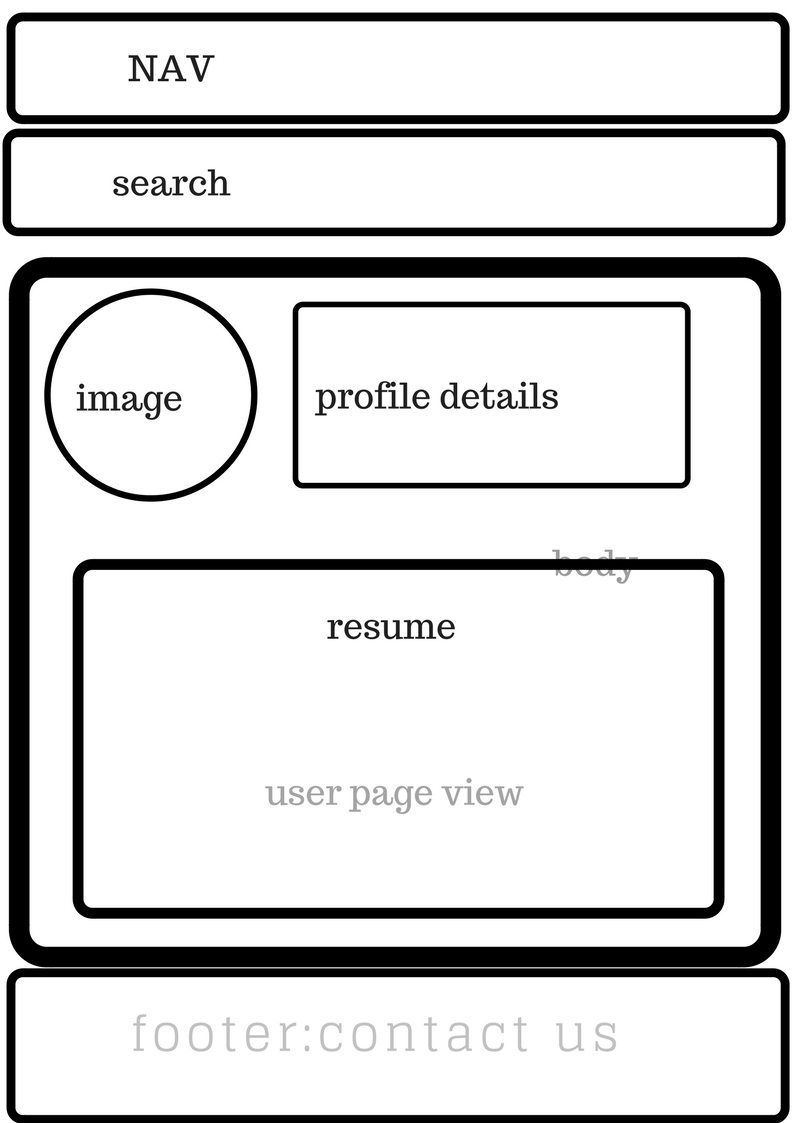 NAV
search
image
profile details
body
resume
user page view
footer:contact us